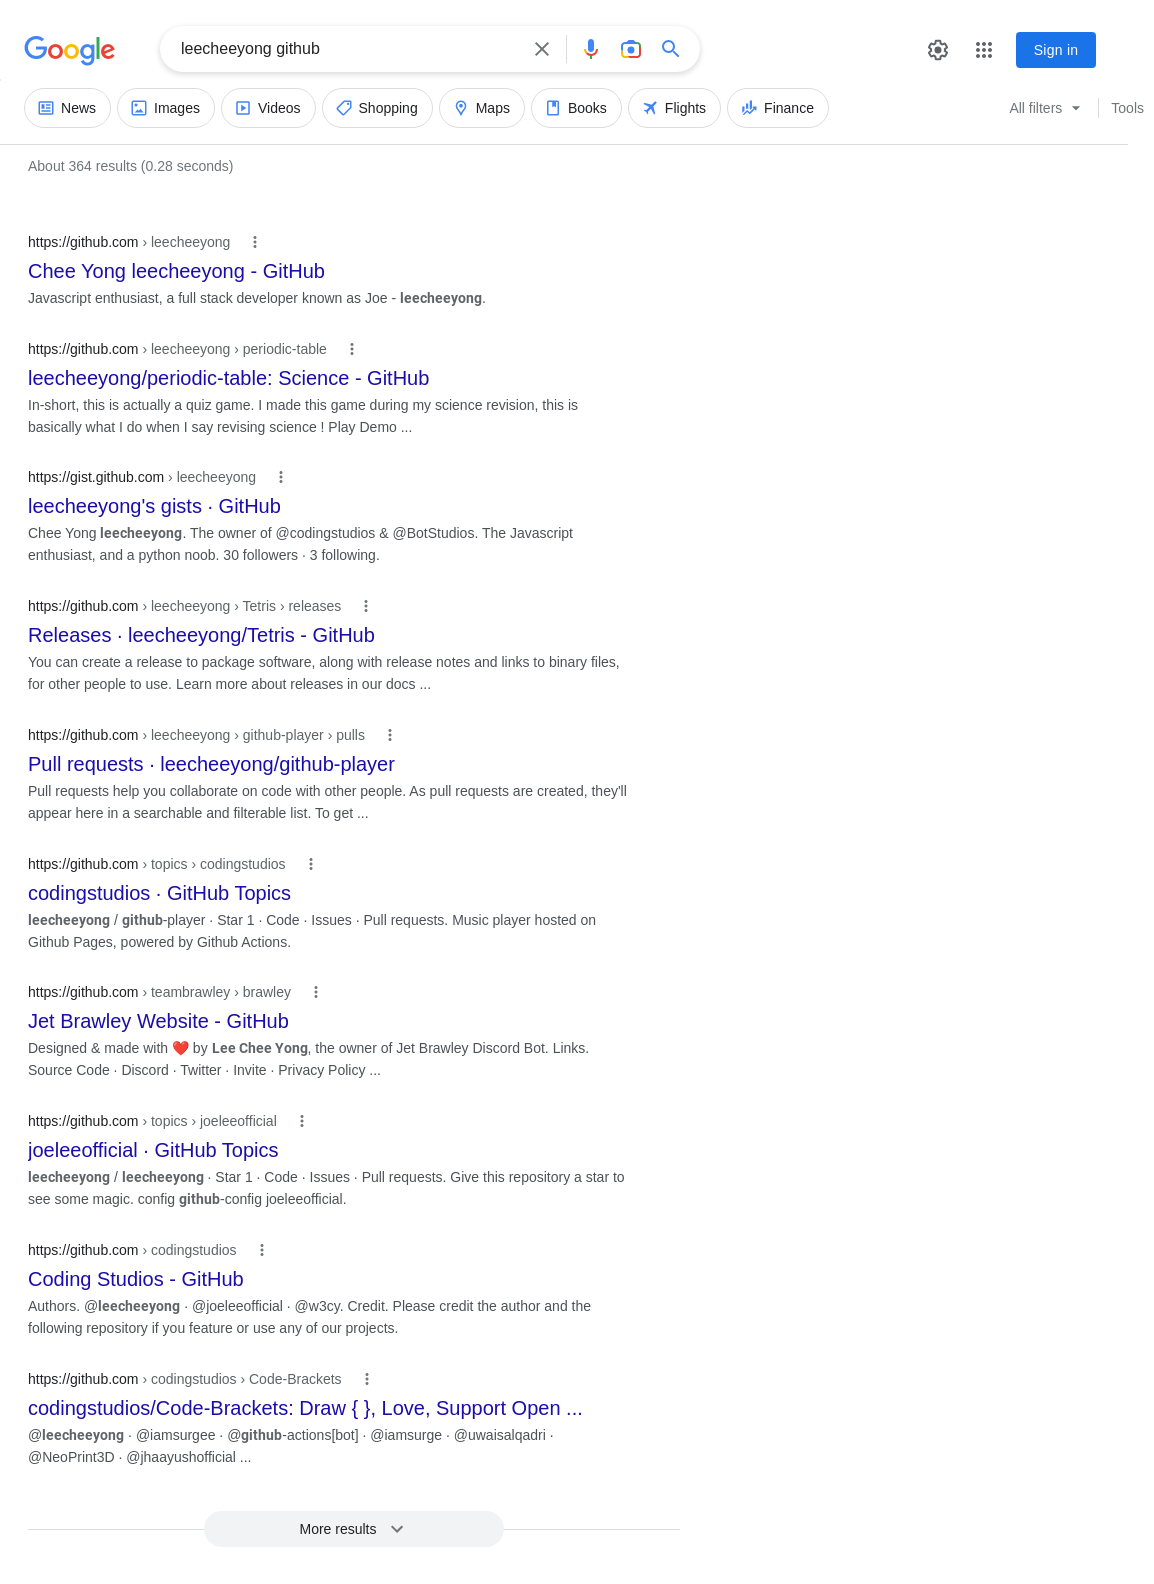 Google
leecheeyong github
Sign in
News
Images
Videos
Shopping
Maps
Books
Flights
Finance
All filters
Tools
About 364 results (0.28 seconds)
https://github.com › leecheeyong
Chee Yong leecheeyong - GitHub
Javascript enthusiast, a full stack developer known as Joe - leecheeyong.
https://github.com › leecheeyong › periodic-table
leecheeyong/periodic-table: Science - GitHub
In-short, this is actually a quiz game. I made this game during my science revision, this is
basically what I do when I say revising science ! Play Demo ...
https://gist.github.com › leecheeyong
leecheeyong's gists · GitHub
Chee Yong leecheeyong. The owner of @codingstudios & @BotStudios. The Javascript
enthusiast, and a python noob. 30 followers · 3 following.
https://github.com › leecheeyong › Tetris › releases
Releases · leecheeyong/Tetris - GitHub
You can create a release to package software, along with release notes and links to binary files,
for other people to use. Learn more about releases in our docs ...
https://github.com › leecheeyong › github-player › pulls
Pull requests · leecheeyong/github-player
Pull requests help you collaborate on code with other people. As pull requests are created, they'll
appear here in a searchable and filterable list. To get ...
https://github.com › topics › codingstudios
codingstudios · GitHub Topics
leecheeyong / github-player · Star 1 · Code · Issues · Pull requests. Music player hosted on
Github Pages, powered by Github Actions.
https://github.com › teambrawley › brawley
Jet Brawley Website - GitHub
Designed & made with ❤️ by Lee Chee Yong, the owner of Jet Brawley Discord Bot. Links.
Source Code · Discord · Twitter · Invite · Privacy Policy ...
https://github.com › topics › joeleeofficial
joeleeofficial · GitHub Topics
leecheeyong / leecheeyong · Star 1 · Code · Issues · Pull requests. Give this repository a star to
see some magic. config github-config joeleeofficial.
https://github.com › codingstudios
Coding Studios - GitHub
Authors. @leecheeyong · @joeleeofficial · @w3cy. Credit. Please credit the author and the
following repository if you feature or use any of our projects.
https://github.com › codingstudios › Code-Brackets
codingstudios/Code-Brackets: Draw { }, Love, Support Open ...
@leecheeyong · @iamsurgee · @github-actions[bot] · @iamsurge · @uwaisalqadri ·
@NeoPrint3D · @jhaayushofficial ...
More results